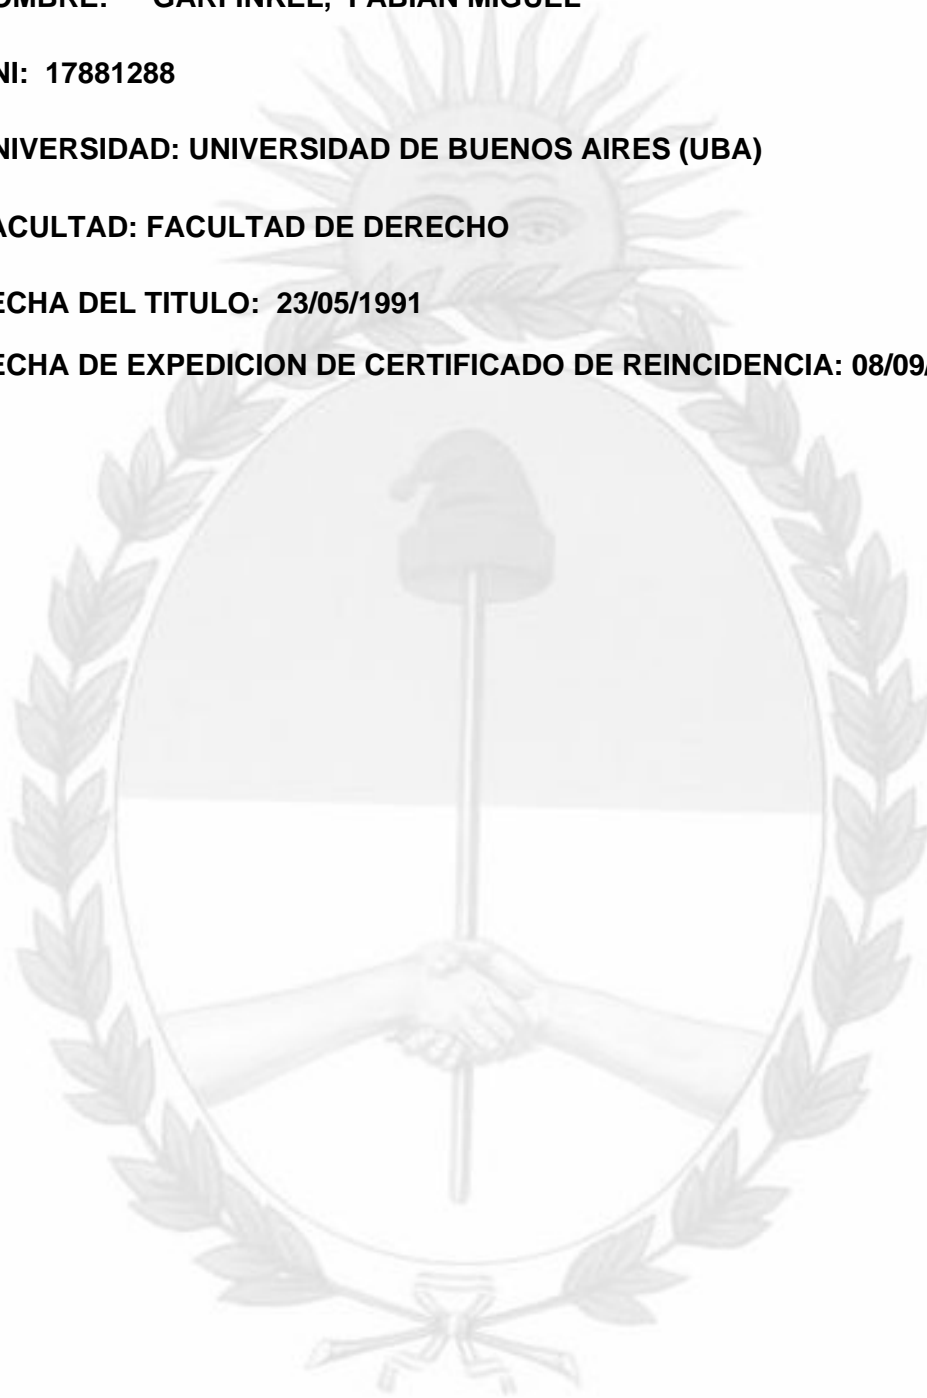 OMBRE: GARFINKEL, FABIAN MIGUEL
NI: 17881288
NIVERSIDAD: UNIVERSIDAD DE BUENOS AIRES (UBA)
ACULTAD: FACULTAD DE DERECHO
ECHA DEL TITULO: 23/05/1991
ECHA DE EXPEDICION DE CERTIFICADO DE REINCIDENCIA: 08/09/